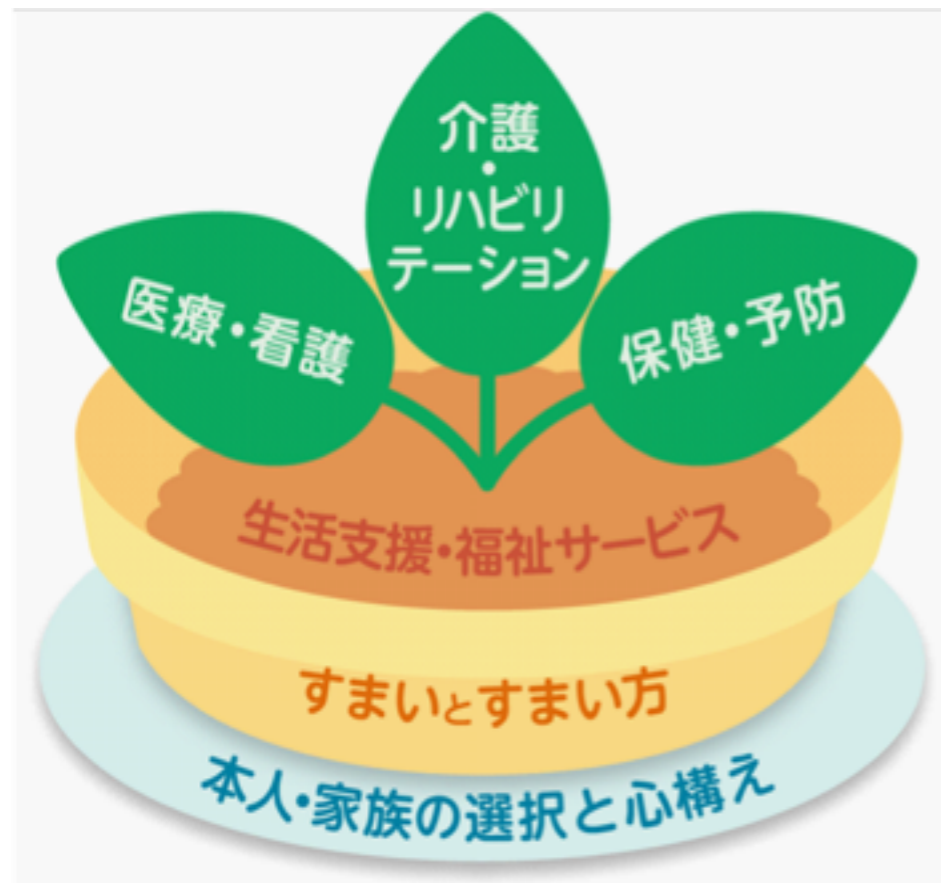 介護
・
リハビリ
テーション
医療・看護
保健・予防
生活支援・福祉サービス
すまいとすまい方
本人・家族の選択と心構え